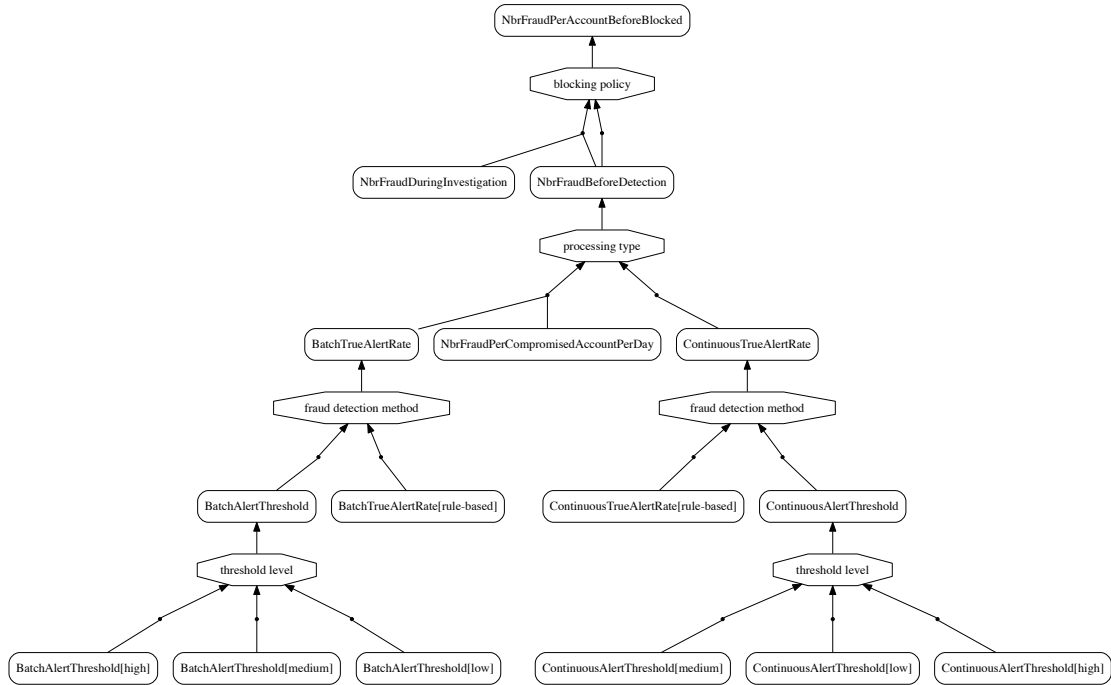 NbrFraudPerAccountBeforeBlocked
blocking policy
NbrFraudDuringInvestigation
NbrFraudBeforeDetection
processing type
BatchTrueAlertRate
NbrFraudPerCompromisedAccountPerDay
ContinuousTrueAlertRate
fraud detection method
fraud detection method
BatchAlertThreshold
BatchTrueAlertRate[rule-based]
ContinuousTrueAlertRate[rule-based]
ContinuousAlertThreshold
threshold level
threshold level
BatchAlertThreshold[high]
BatchAlertThreshold[medium]
BatchAlertThreshold[low]
ContinuousAlertThreshold[medium]
ContinuousAlertThreshold[low]
ContinuousAlertThreshold[high]